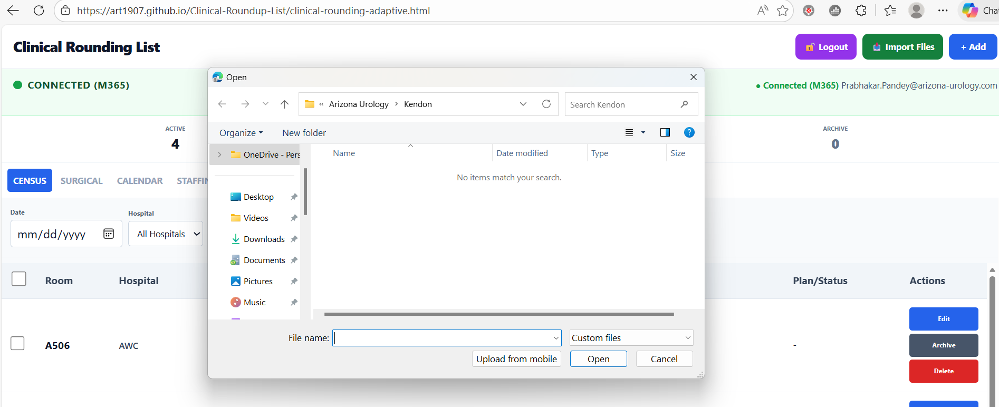 https://art1907.github.io/Clinical-Roundup-List/clinical-rounding-adaptive.html
Clinical Rounding List
Logout
Import Files
+ Add
CONNECTED (M365)
● Connected (M365) Prabhakar.Pandey@arizona-urology.com
ACTIVE
4
ARCHIVE
0
CENSUS
SURGICAL
CALENDAR
Date
mm/dd/yyyy
Hospital
All Hospitals
Room
Hospital
Plan/Status
Actions
A506
AWC
-
Edit
Archive
Delete
Open
« Arizona Urology > Kendon
Search Kendon
Organize
New folder
Name
Date modified
Type
Size
No items match your search.
OneDrive - Pers
Desktop
Videos
Downloads
Documents
Pictures
Music
File name:
Custom files
Upload from mobile
Open
Cancel